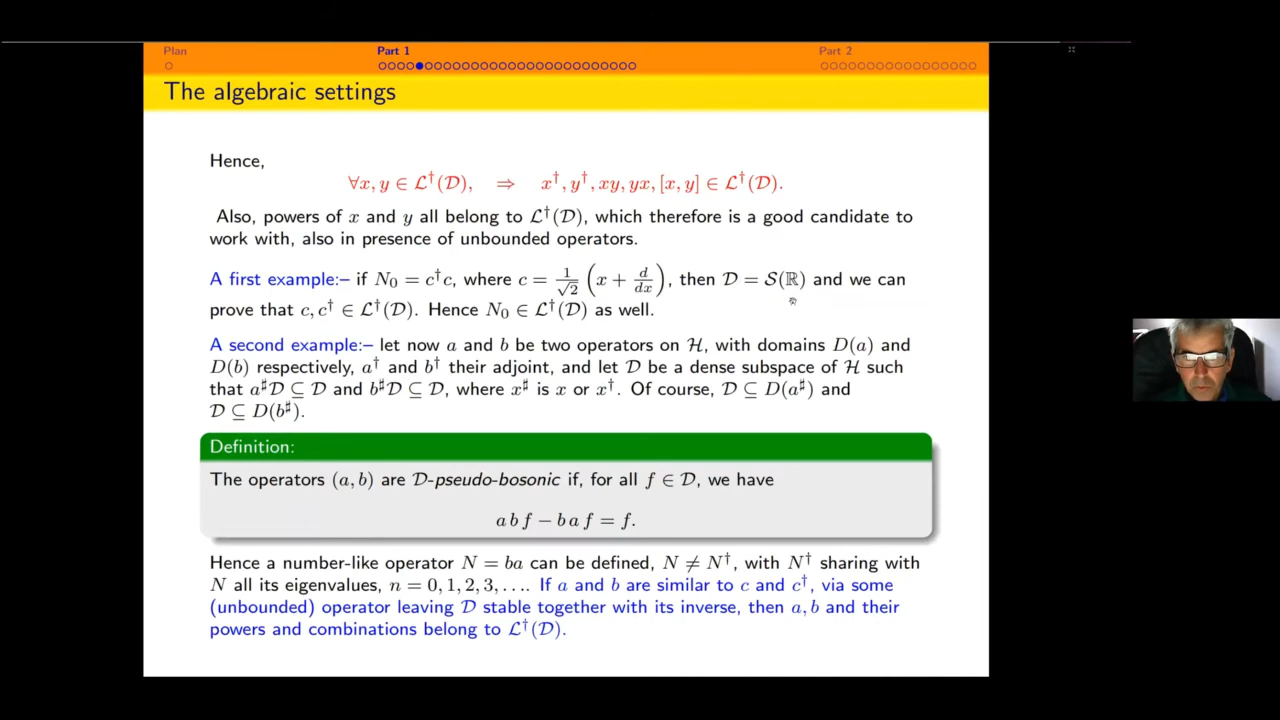 Plan Part 1 Part 2
The algebraic settings
Hence,
∀x, y ∈ ℒ†(𝒟), ⇒ x†, y†, xy, yx, [x, y] ∈ ℒ†(𝒟).
Also, powers of x and y all belong to ℒ†(𝒟), which therefore is a good candidate to
work with, also in presence of unbounded operators.
A first example:– if N₀ = c†c, where c = 1/√2 (x + d/dx), then 𝒟 = 𝒮(ℝ) and we can
prove that c, c† ∈ ℒ†(𝒟). Hence N₀ ∈ ℒ†(𝒟) as well.
A second example:– let now a and b be two operators on ℋ, with domains D(a) and
D(b) respectively, a† and b† their adjoint, and let 𝒟 be a dense subspace of ℋ such
that a♯𝒟 ⊆ 𝒟 and b♯𝒟 ⊆ 𝒟, where x♯ is x or x†. Of course, 𝒟 ⊆ D(a♯) and
𝒟 ⊆ D(b♯).
Definition:
The operators (a, b) are 𝒟-pseudo-bosonic if, for all f ∈ 𝒟, we have
a b f − b a f = f.
Hence a number-like operator N = ba can be defined, N ≠ N†, with N† sharing with
N all its eigenvalues, n = 0, 1, 2, 3, . . .. If a and b are similar to c and c†, via some
(unbounded) operator leaving 𝒟 stable together with its inverse, then a, b and their
powers and combinations belong to ℒ†(𝒟).